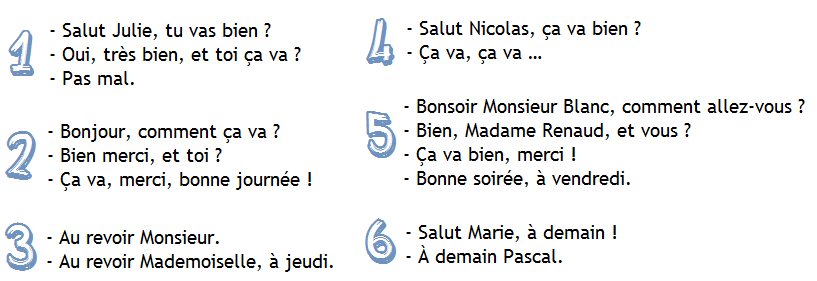 1
- Salut Julie, tu vas bien ?
- Oui, très bien, et toi ça va ?
- Pas mal.
2
- Bonjour, comment ça va ?
- Bien merci, et toi ?
- Ça va, merci, bonne journée !
3
- Au revoir Monsieur.
- Au revoir Mademoiselle, à jeudi.
4
- Salut Nicolas, ça va bien ?
- Ça va, ça va ...
5
- Bonsoir Monsieur Blanc, comment allez-vous ?
- Bien, Madame Renaud, et vous ?
- Ça va bien, merci !
- Bonne soirée, à vendredi.
6
- Salut Marie, à demain !
- À demain Pascal.